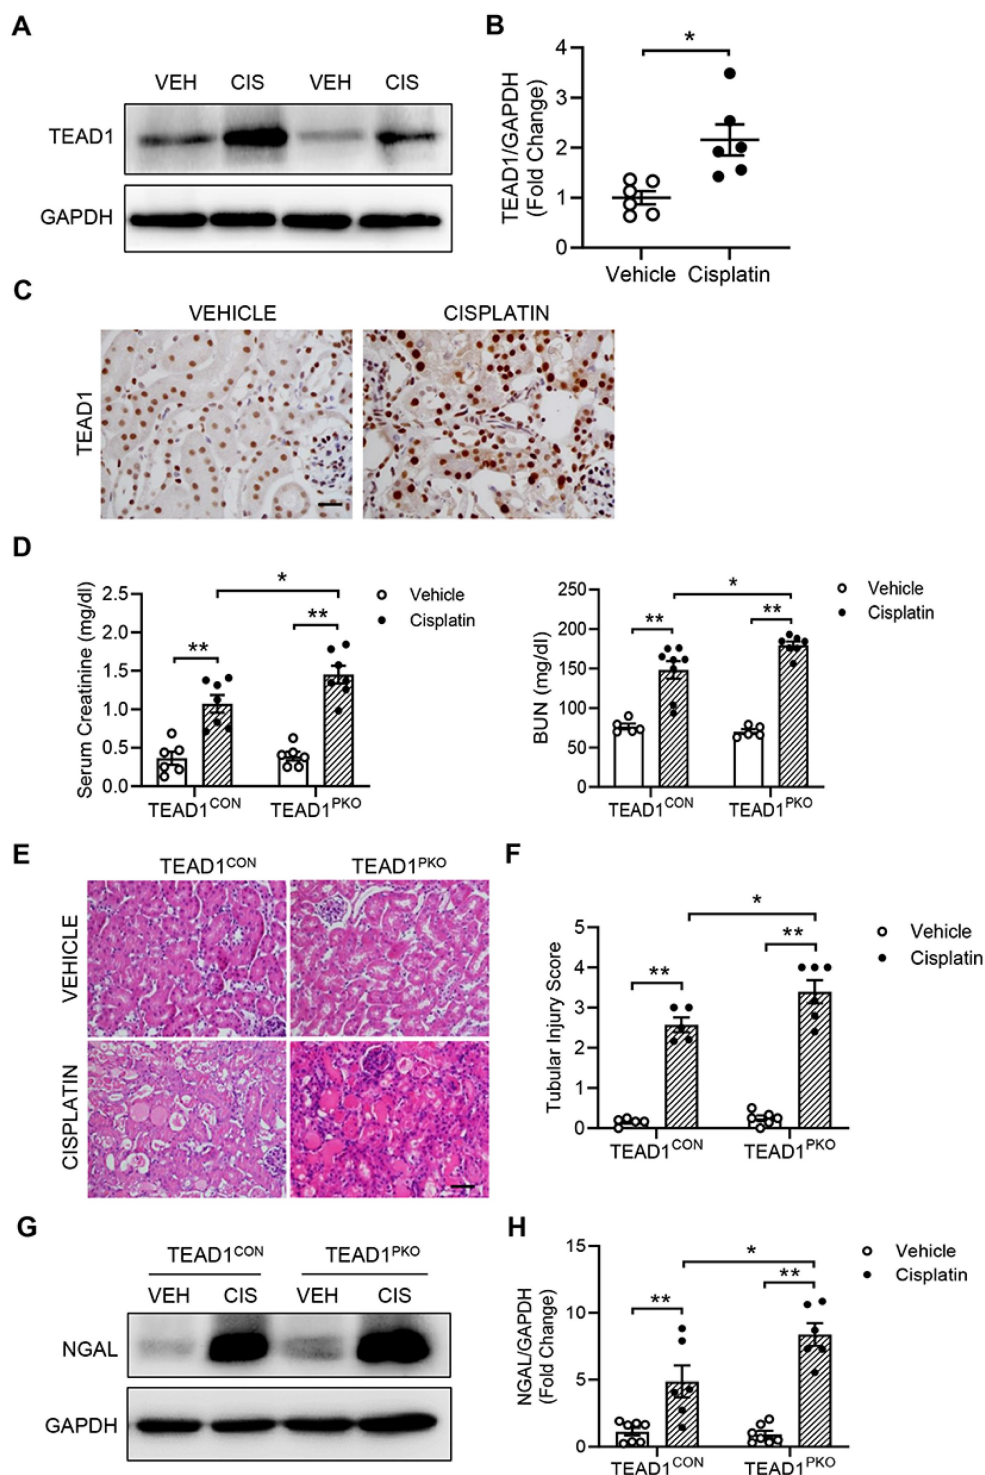 A
VEH CIS VEH CIS
TEAD1
GAPDH
B
*
TEAD1/GAPDH
(Fold Change)
4
3
2
1
0
Vehicle Cisplatin
C
VEHICLE CISPLATIN
TEAD1
D
Serum Creatinine (mg/dl)
2.5
2.0
1.5
1.0
0.5
0.0
*
**
**
Vehicle
Cisplatin
TEAD1CON TEAD1PKO
BUN (mg/dl)
250
200
150
100
50
0
*
**
**
Vehicle
Cisplatin
TEAD1CON TEAD1PKO
E
TEAD1CON TEAD1PKO
VEHICLE
CISPLATIN
F
Tubular Injury Score
5
4
3
2
1
0
*
**
**
Vehicle
Cisplatin
TEAD1CON TEAD1PKO
G
TEAD1CON TEAD1PKO
VEH CIS VEH CIS
NGAL
GAPDH
H
NGAL/GAPDH
(Fold Change)
15
10
5
0
*
**
**
Vehicle
Cisplatin
TEAD1CON TEAD1PKO